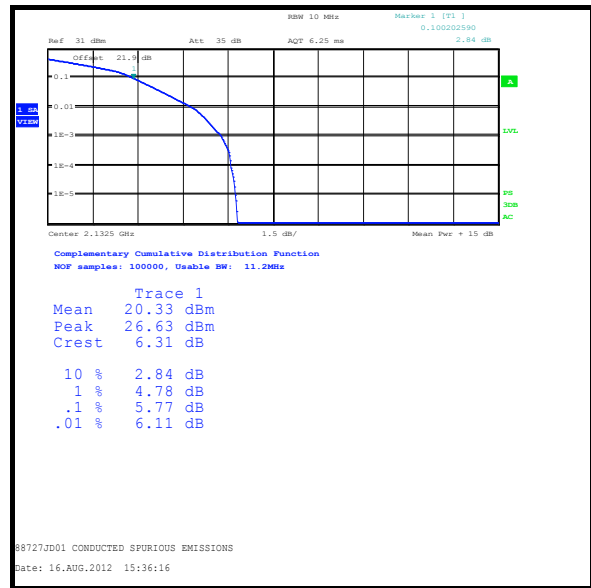 RBW 10 MHz Marker 1 [T1 ]
0.100202590
Ref 31 dBm Att 35 dB AQT 6.25 ms 2.84 dB
Offset 21.9 dB
1
0.1
A
0.01
1 SA
VIEW
1E-3
LVL
1E-4
1E-5
PS
3DB
AC
Center 2.1325 GHz 1.5 dB/ Mean Pwr + 15 dB
Complementary Cumulative Distribution Function
NOF samples: 100000, Usable BW: 11.2MHz
Trace 1
Mean 20.33 dBm
Peak 26.63 dBm
Crest 6.31 dB
10 % 2.84 dB
1 % 4.78 dB
.1 % 5.77 dB
.01 % 6.11 dB
88727JD01 CONDUCTED SPURIOUS EMISSIONS
Date: 16.AUG.2012 15:36:16